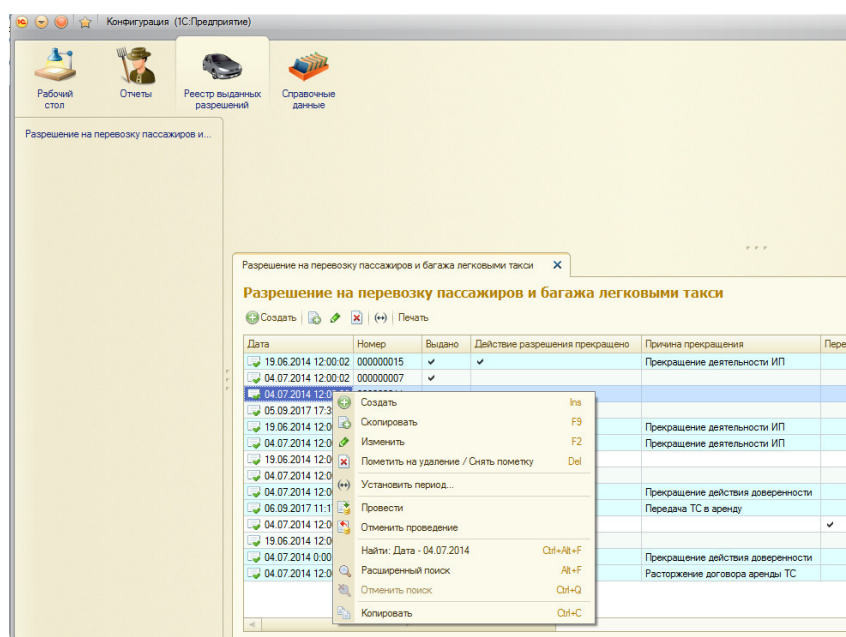 Конфигурация (1С:Предприятие)
Рабочий стол
Отчеты
Реестр выданных разрешений
Справочные данные
Разрешение на перевозку пассажиров и...
Разрешение на перевозку пассажиров и багажа легковыми такси
Разрешение на перевозку пассажиров и багажа легковыми такси
Создать Печать
Дата Номер Выдано Действие разрешения прекращено Причина прекращения Пере
19.06.2014 12:00:02 000000015 Прекращение деятельности ИП
04.07.2014 12:00:02 000000007
04.07.2014 12:0
05.09.2017 17:3
19.06.2014 12:0 Прекращение деятельности ИП
04.07.2014 12:0 Прекращение деятельности ИП
19.06.2014 12:0
04.07.2014 12:0
04.07.2014 12:0 Прекращение действия доверенности
06.09.2017 11:1 Передача ТС в аренду
04.07.2014 12:0
19.06.2014 12:0
04.07.2014 0:00 Прекращение действия доверенности
04.07.2014 12:0 Расторжение договора аренды ТС
Создать Ins
Скопировать F9
Изменить F2
Пометить на удаление / Снять пометку Del
Установить период...
Провести
Отменить проведение
Найти: Дата - 04.07.2014 Ctrl+Alt+F
Расширенный поиск Alt+F
Отменить поиск Ctrl+Q
Копировать Ctrl+C